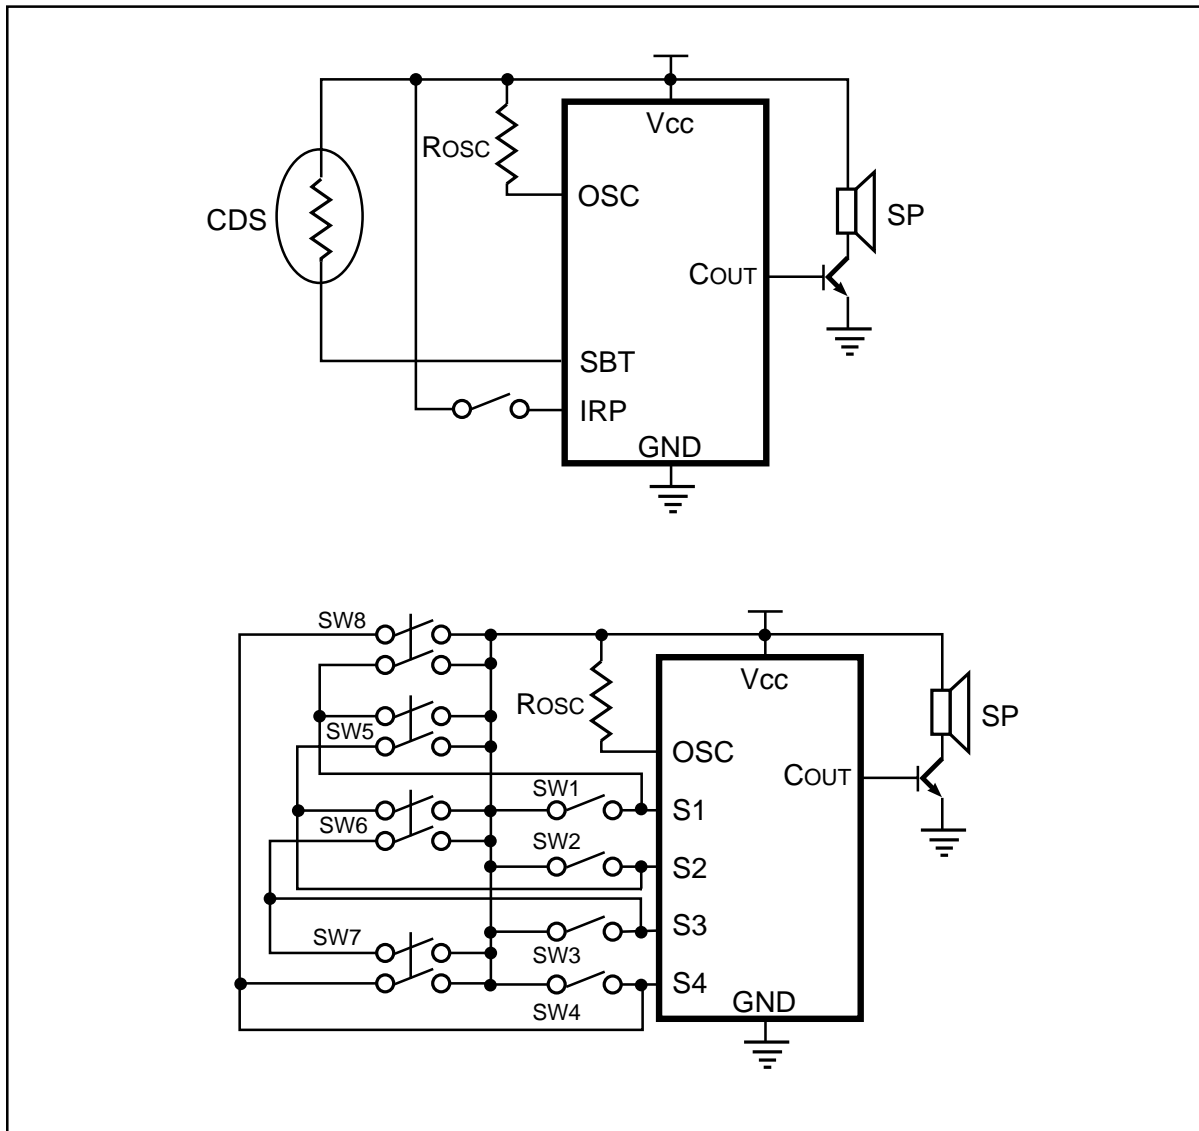 Vcc
ROSC
OSC
CDS
SP
COUT
SBT
IRP
GND
SW8
Vcc
ROSC
SP
SW5
OSC
COUT
SW1
S1
SW6
SW2
S2
S3
SW7
SW3
S4
GND
SW4